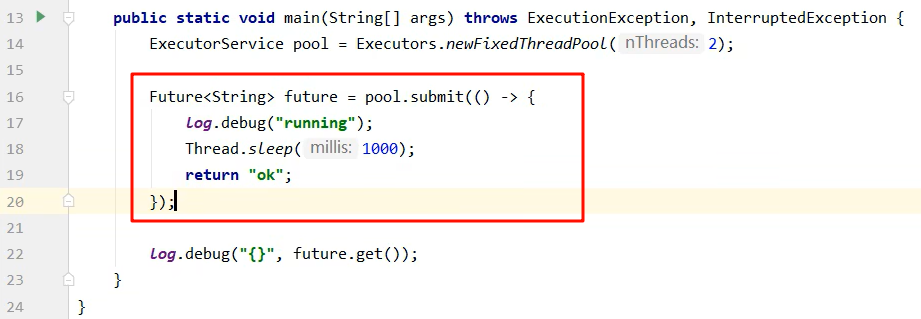 13 public static void main(String[] args) throws ExecutionException, InterruptedException {
14 ExecutorService pool = Executors.newFixedThreadPool( nThreads: 2);
15
16 Future<String> future = pool.submit(() -> {
17 log.debug("running");
18 Thread.sleep( millis: 1000);
19 return "ok";
20 });
21
22 log.debug("{}", future.get());
23 }
24 }